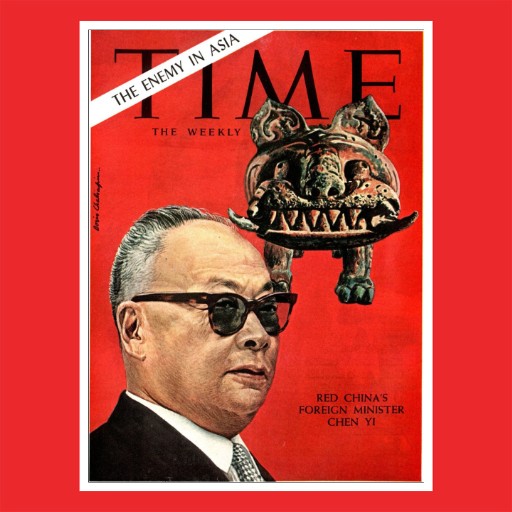 THE ENEMY IN ASIA
TIME
THE WEEKLY
RED CHINA'S
FOREIGN MINISTER
CHEN YI